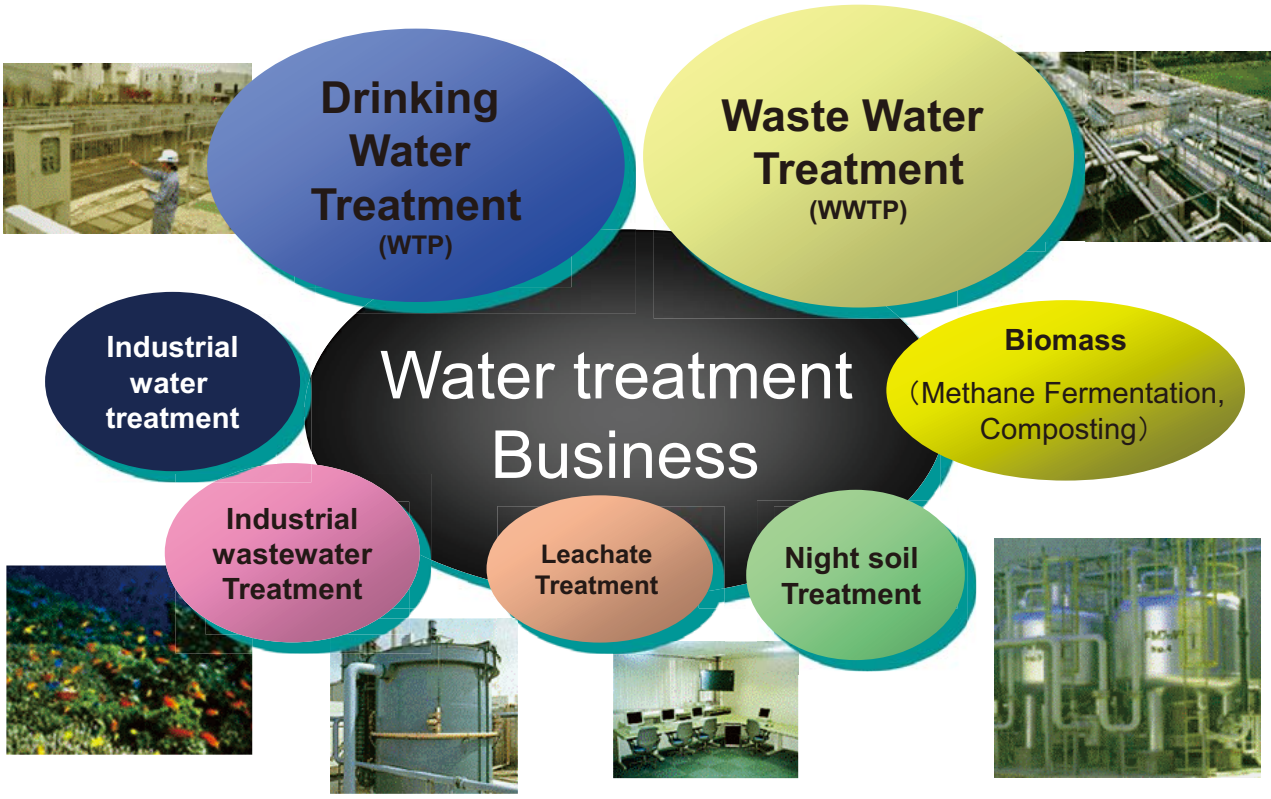 Drinking
Water
Treatment
(WTP)
Waste Water
Treatment
(WWTP)
Industrial
water
treatment
Water treatment
Business
Biomass
（Methane Fermentation,
Composting）
Industrial
wastewater
Treatment
Leachate
Treatment
Night soil
Treatment